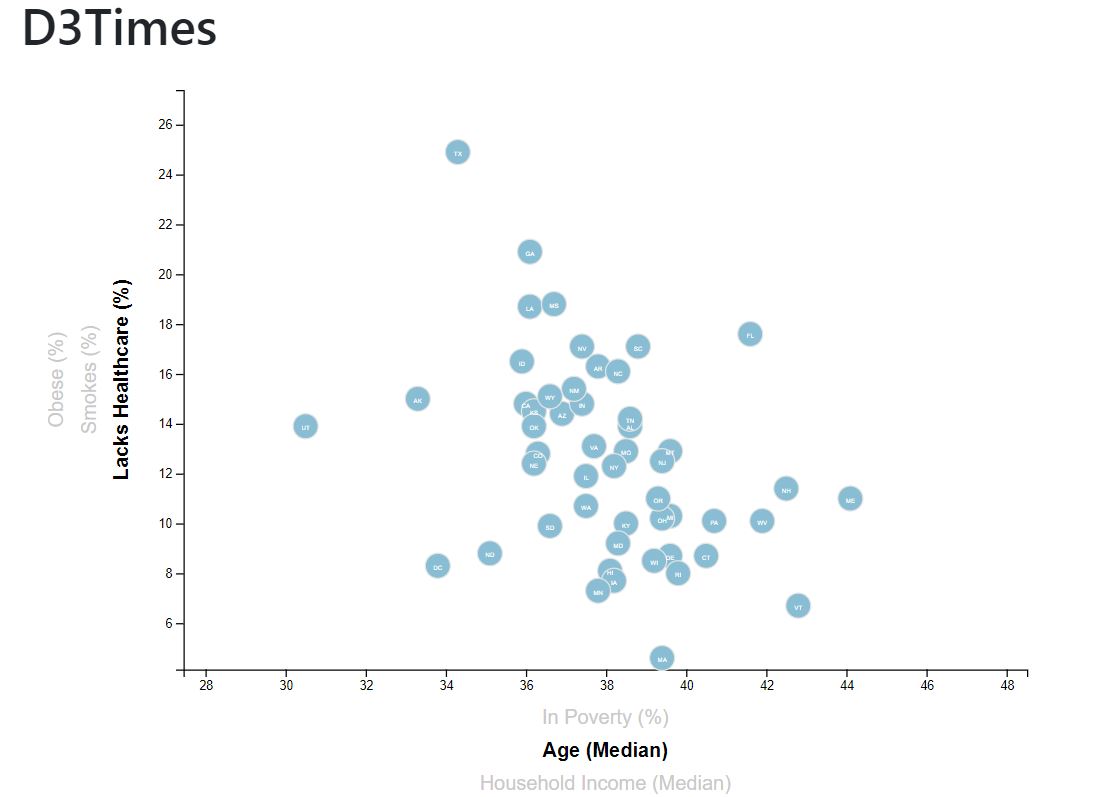 D3Times
26
24
22
20
18
16
14
12
10
8
6
Obese (%)
Smokes (%)
Lacks Healthcare (%)
TX
GA
LA
MS
FL
NV
SC
AR
NC
ID
NM
WY
IN
CA
KS
AZ
AK
UT
OK
TN
AL
VA
MO
MT
NJ
CO
NE
NY
IL
NH
ME
WA
OR
OH
MI
PA
WV
SD
KY
MD
ND
DC
WI
DE
CT
RI
HI
IA
MN
VT
MA
28 30 32 34 36 38 40 42 44 46 48
In Poverty (%)
Age (Median)
Household Income (Median)